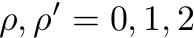 ρ, ρ′ = 0, 1, 2